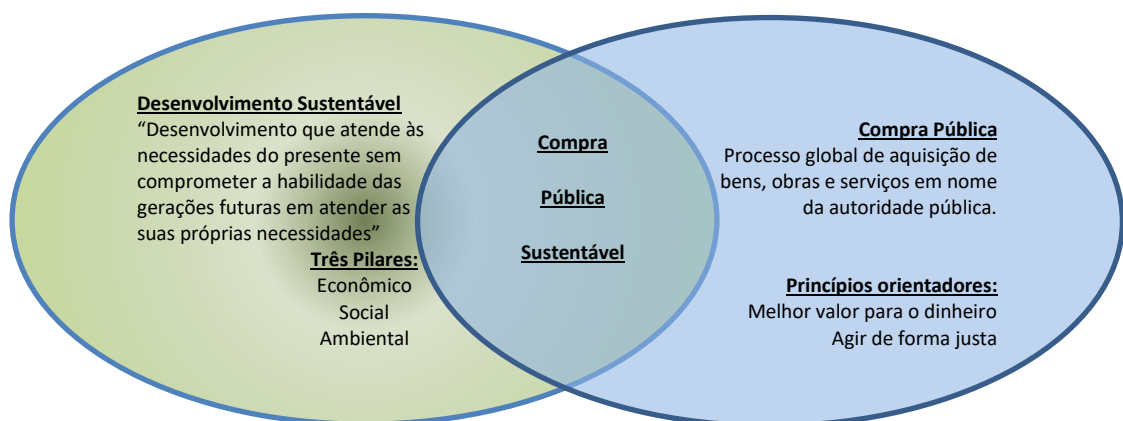 Desenvolvimento Sustentável
“Desenvolvimento que atende às
necessidades do presente sem
comprometer a habilidade das
gerações futuras em atender as
suas próprias necessidades”
Três Pilares:
Econômico
Social
Ambiental
Compra
Pública
Sustentável
Compra Pública
Processo global de aquisição de
bens, obras e serviços em nome
da autoridade pública.
Princípios orientadores:
Melhor valor para o dinheiro
Agir de forma justa